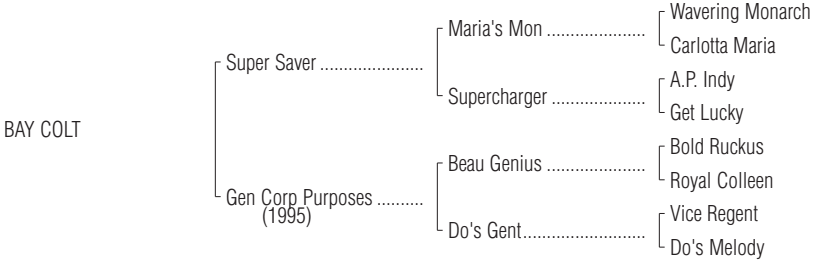 Wavering Monarch
Maria's Mon .....................
Carlotta Maria
Super Saver ......................
A.P. Indy
Supercharger ....................
Get Lucky
BAY COLT
Bold Ruckus
Beau Genius .....................
Royal Colleen
Gen Corp Purposes ..........
(1995)
Vice Regent
Do's Gent..........................
Do's Melody